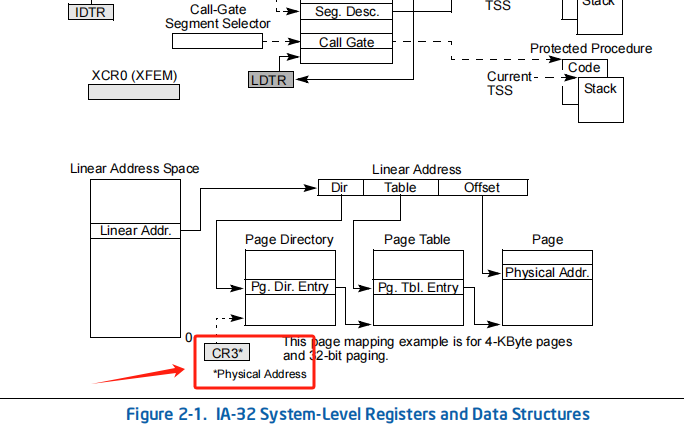 IDTR
Call-Gate
Segment Selector
Seg. Desc.
TSS
Stack
Call Gate
Protected Procedure
XCR0 (XFEM)
LDTR
Current
TSS
Code
Stack
Linear Address Space
Linear Address
Dir
Table
Offset
Linear Addr.
Page Directory
Page Table
Page
Physical Addr.
Pg. Dir. Entry
Pg. Tbl. Entry
0
This page mapping example is for 4-KByte pages
and 32-bit paging.
CR3*
*Physical Address
Figure 2-1. IA-32 System-Level Registers and Data Structures